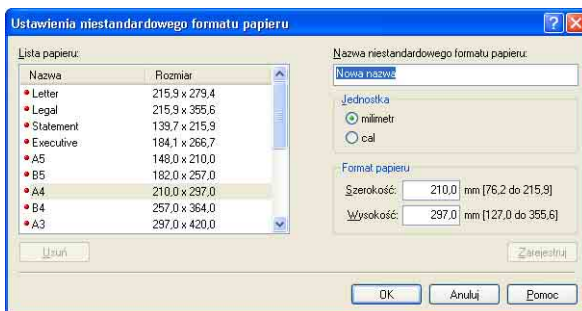 Ustawienia niestandardowego formatu papieru
Lista papieru:
Nazwa Rozmiar
Letter 215,9 x 279,4
Legal 215,9 x 355,6
Statement 139,7 x 215,9
Executive 184,1 x 266,7
A5 148,0 x 210,0
B5 182,0 x 257,0
A4 210,0 x 297,0
B4 257,0 x 364,0
A3 297,0 x 420,0
Usuń
Nazwa niestandardowego formatu papieru:
Nowa nazwa
Jednostka
milimetr
cal
Format papieru
Szerokość: 210,0 mm [76,2 do 215,9]
Wysokość: 297,0 mm [127,0 do 355,6]
Zarejestruj
OK Anuluj Pomoc